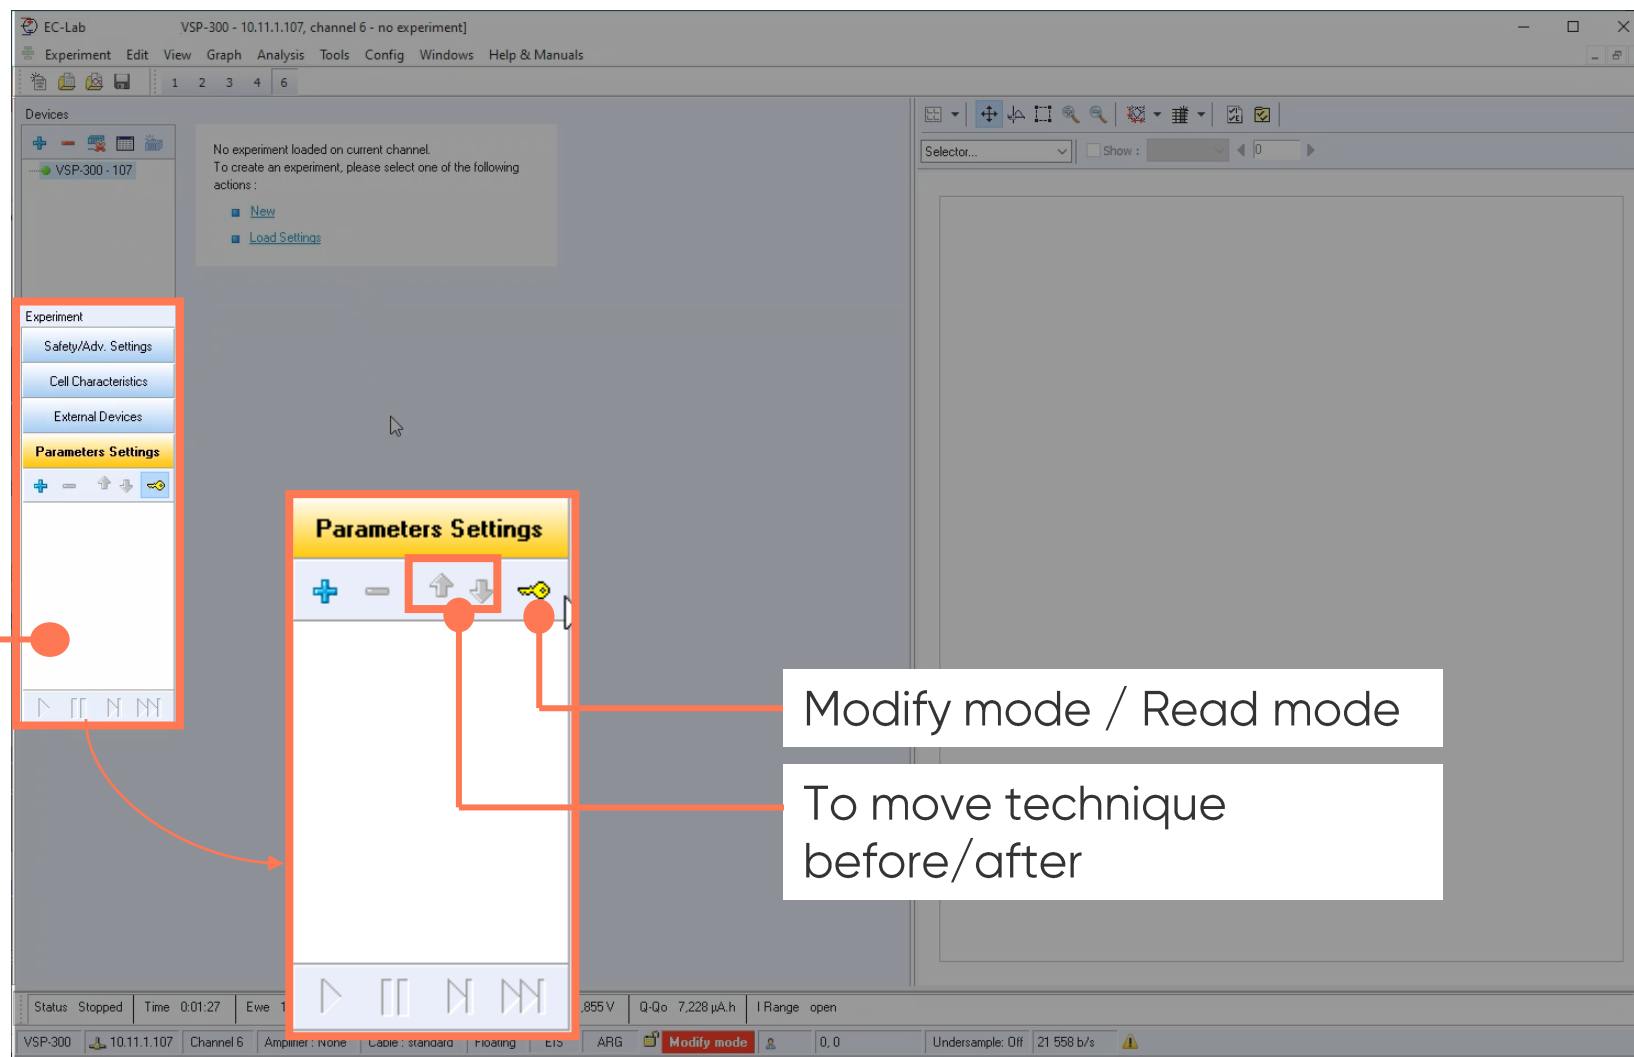 EC-Lab
VSP-300 - 10.11.1.107, channel 6 - no experiment]
Experiment Edit View Graph Analysis Tools Config Windows Help & Manuals
1 2 3 4 6
Devices
VSP-300 - 107
No experiment loaded on current channel.
To create an experiment, please select one of the following
actions :
New
Load Settings
Selector...
Show :
0
Experiment
Safety/Adv. Settings
Cell Characteristics
External Devices
Parameters Settings
Parameters Settings
Modify mode / Read mode
To move technique
before/after
Status Stopped Time 0:01:27 Ewe 1 ,855 V Q-Qo 7,228 µA.h I Range open
VSP-300 10.11.1.107 Channel 6 Amplifier : None Cable : standard Floating EIS ARG Modify mode 0, 0 Undersample: Off 21 558 b/s